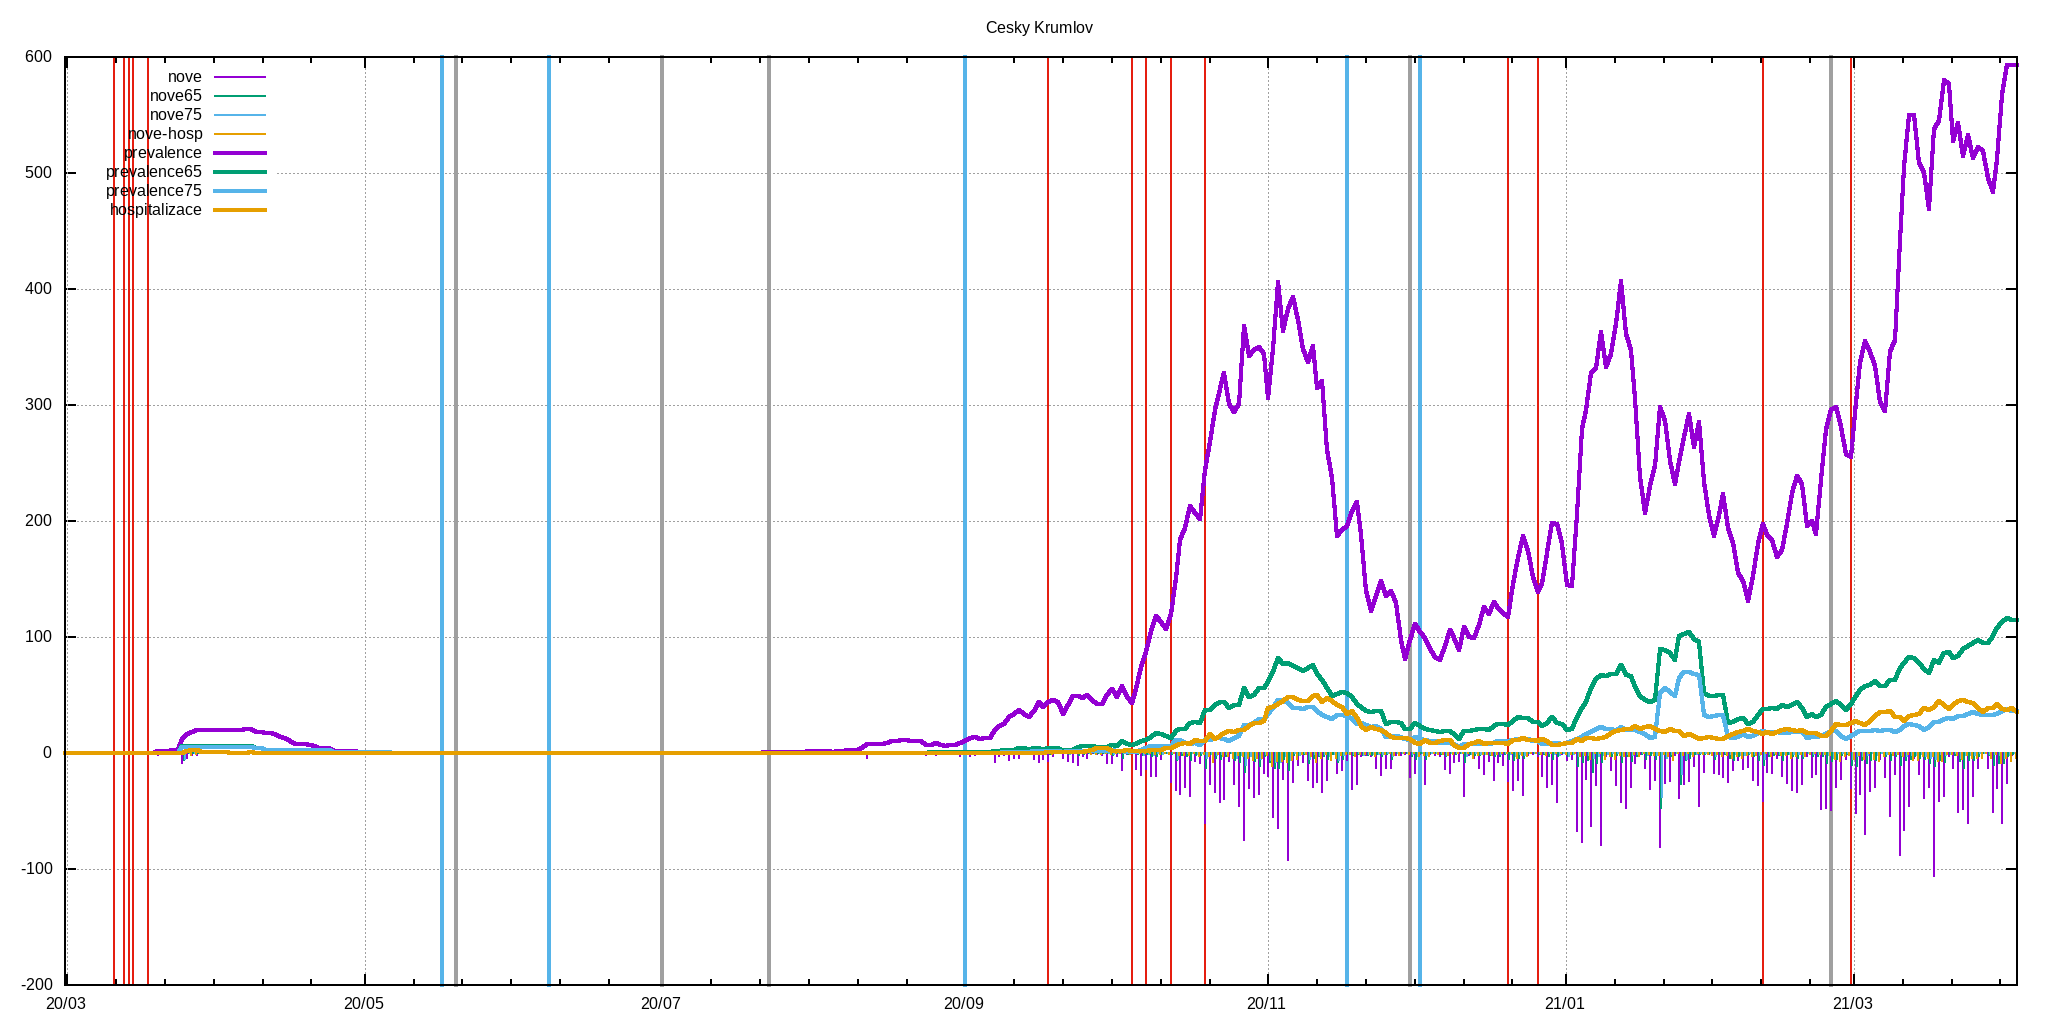 Cesky Krumlov
600
500
400
300
200
100
0
-100
-200
nove
nove65
nove75
nove-hosp
prevalence
prevalence65
prevalence75
hospitalizace
20/03 20/05 20/07 20/09 20/11 21/01 21/03